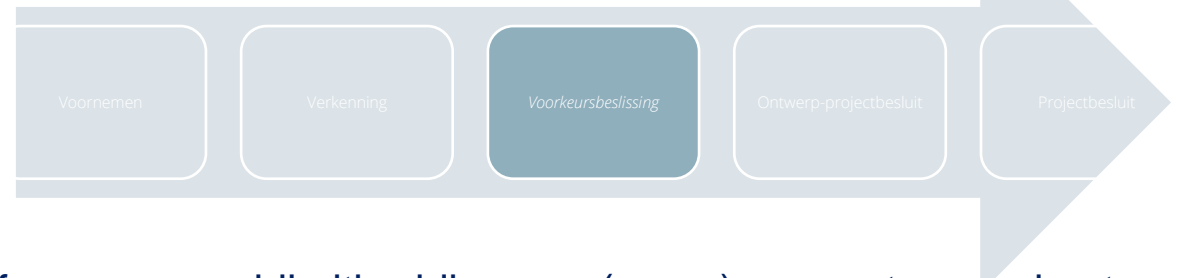 Voornemen
Verkenning
Voorkeursbeslissing
Ontwerp-projectbesluit
Projectbesluit